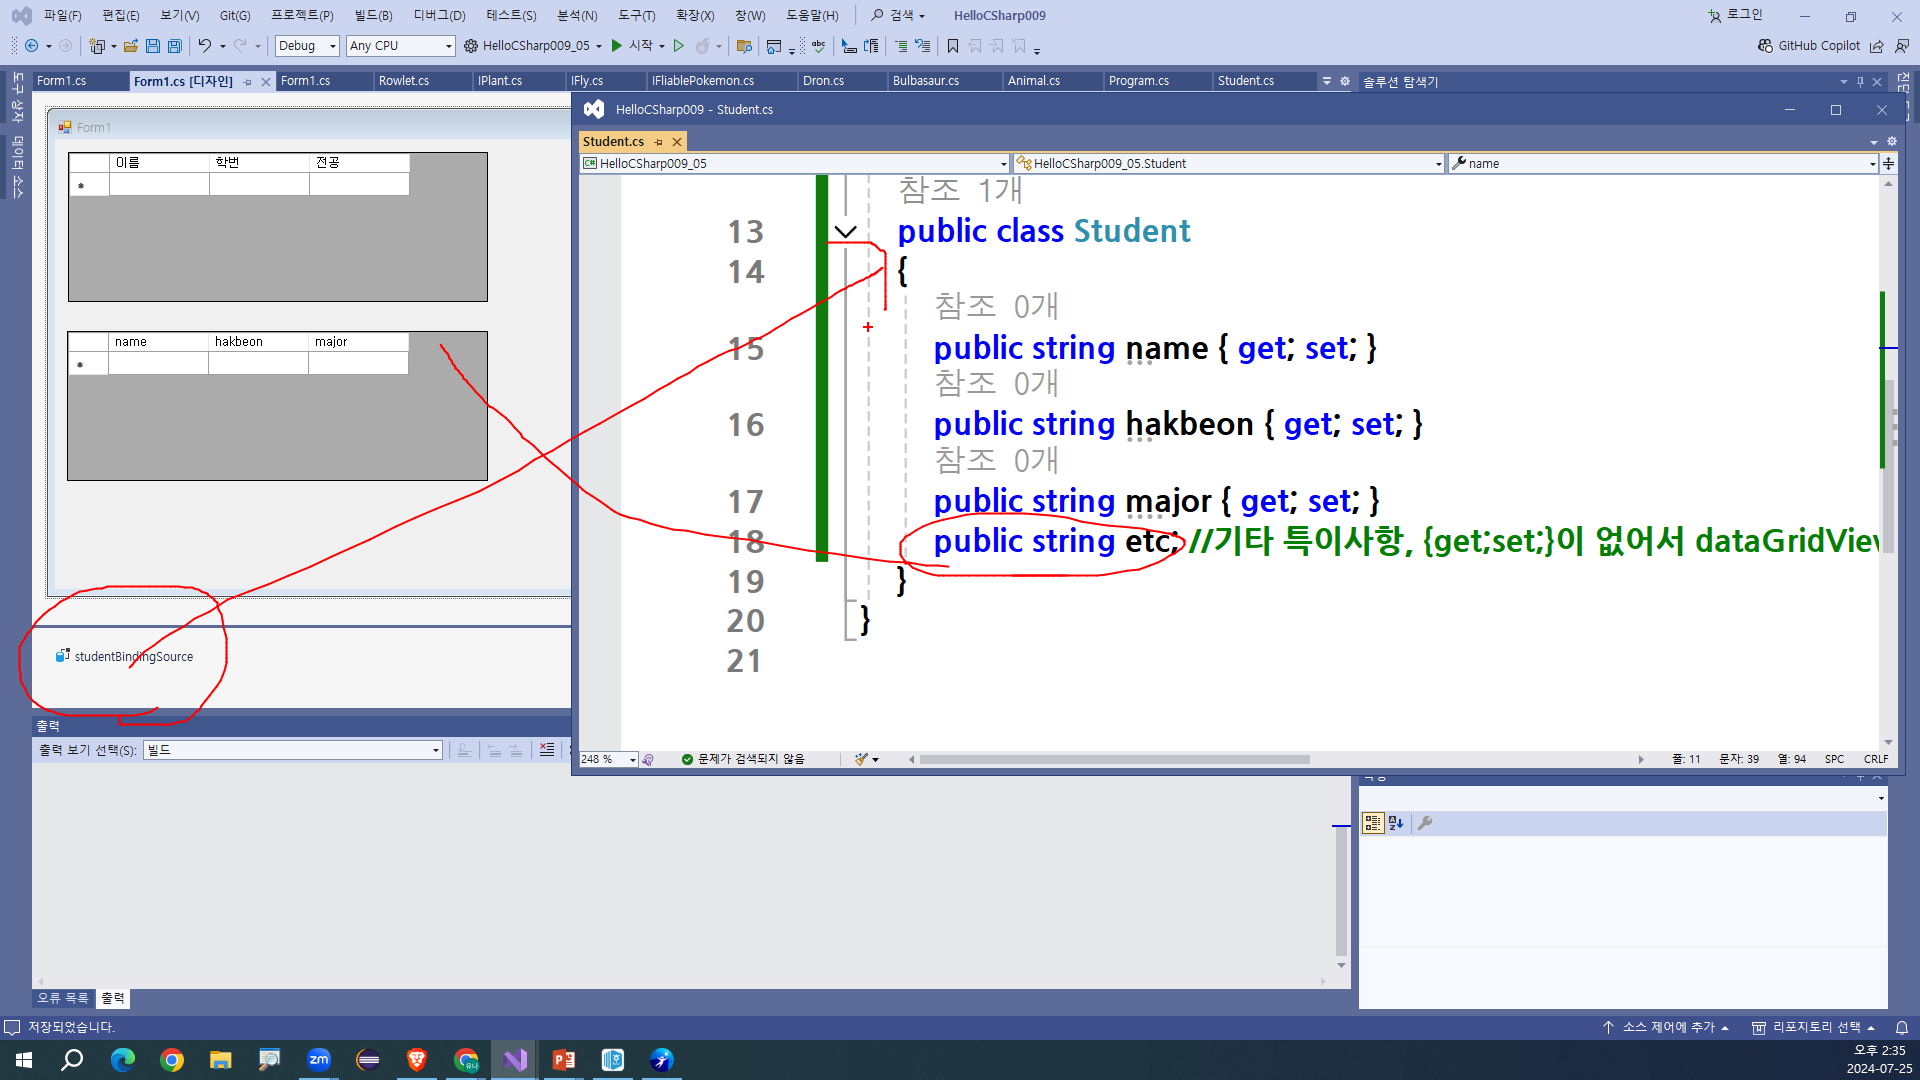 파일(F) 편집(E) 보기(V) Git(G) 프로젝트(P) 빌드(B) 디버그(D) 테스트(S) 분석(N) 도구(T) 확장(X) 창(W) 도움말(H) 검색 HelloCSharp009 로그인
Debug Any CPU HelloCSharp009_05 시작 GitHub Copilot
Form1.cs Form1.cs [디자인] Form1.cs Rowlet.cs IPlant.cs IFly.cs IFliablePokemon.cs Dron.cs Bulbasaur.cs Animal.cs Program.cs Student.cs 솔루션 탐색기
도구 상자
데이터 소스
Form1
이름 학번 전공
name hakbeon major
studentBindingSource
HelloCSharp009 - Student.cs
Student.cs
HelloCSharp009_05 HelloCSharp009_05.Student name
참조 1개
13 public class Student
14 {
참조 0개
15 public string name { get; set; }
참조 0개
16 public string hakbeon { get; set; }
참조 0개
17 public string major { get; set; }
18 public string etc; //기타 특이사항, {get;set;}이 없어서 dataGridView
19 }
20 }
21
248 % 문제가 검색되지 않음 줄: 11 문자: 39 열: 94 SPC CRLF
출력
출력 보기 선택(S): 빌드
오류 목록 출력
저장되었습니다. 소스 제어에 추가 리포지토리 선택
오후 2:35
2024-07-25